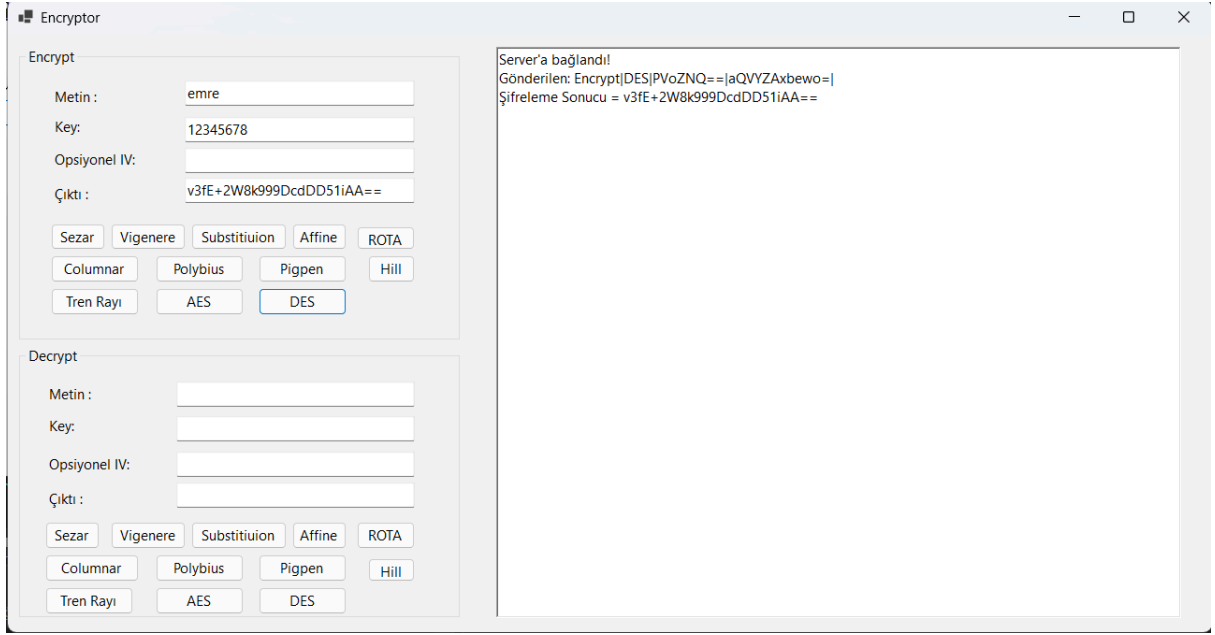 Encryptor
Encrypt
Metin :
emre
Key:
12345678
Opsiyonel IV:
Çıktı :
v3fE+2W8k999DcdDD51iAA==
Sezar Vigenere Substitiuion Affine ROTA
Columnar Polybius Pigpen Hill
Tren Rayı AES DES
Decrypt
Metin :
Key:
Opsiyonel IV:
Çıktı :
Sezar Vigenere Substitiuion Affine ROTA
Columnar Polybius Pigpen Hill
Tren Rayı AES DES
Server'a bağlandı!
Gönderilen: Encrypt|DES|PVoZNQ==|aQVYZAxbewo=|
Şifreleme Sonucu = v3fE+2W8k999DcdDD51iAA==